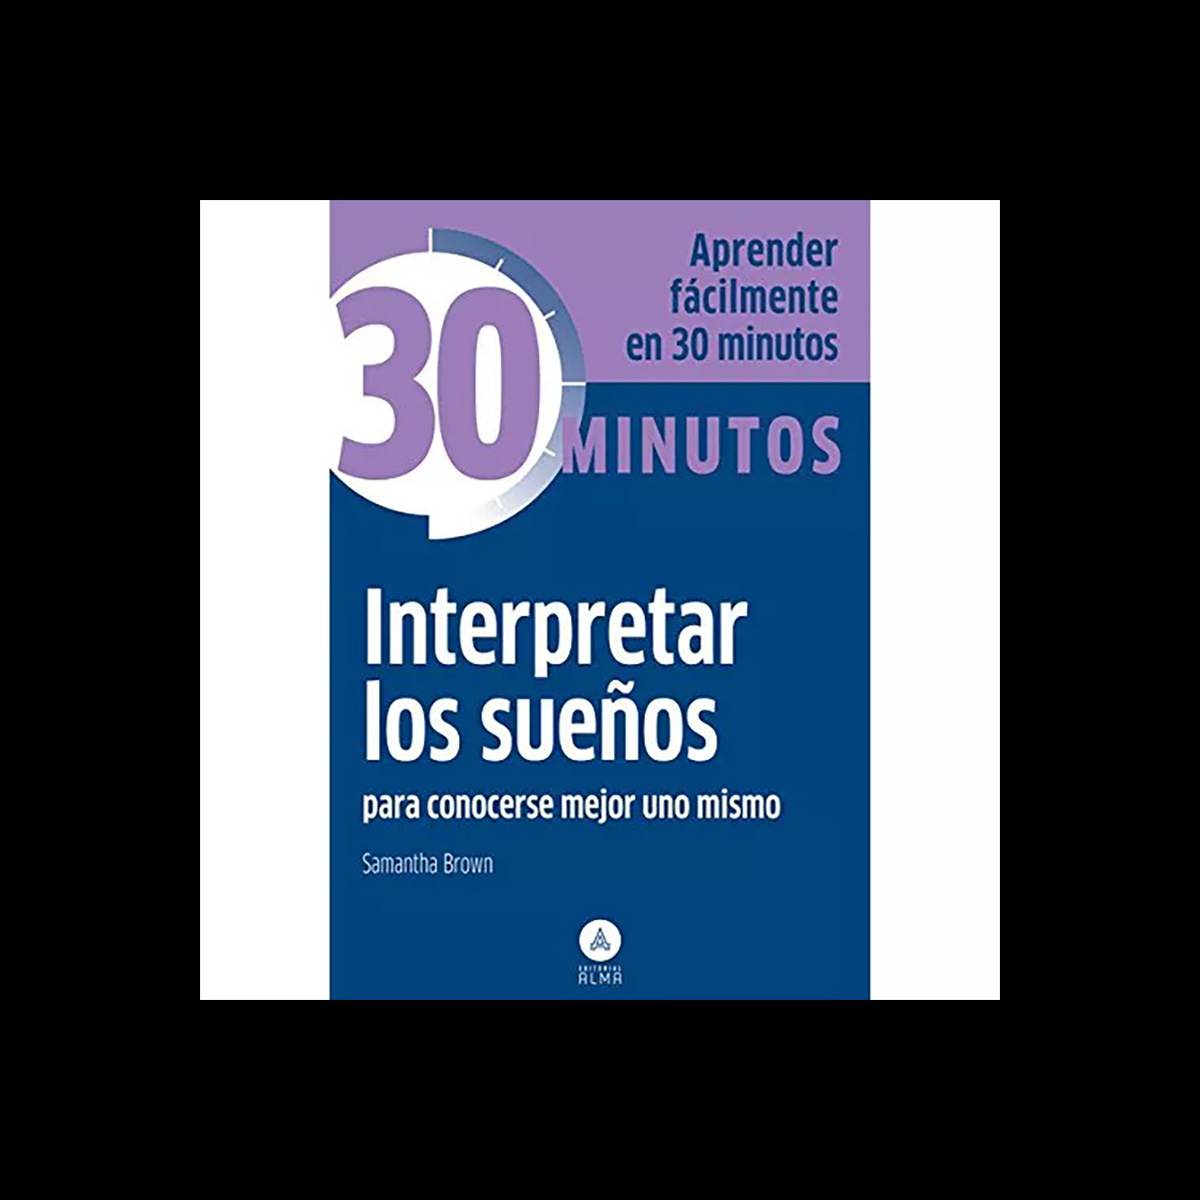 Aprender
fácilmente
en 30 minutos
30
MINUTOS
Interpretar
los sueños
para conocerse mejor uno mismo
Samantha Brown
EDITORIAL
ALMA